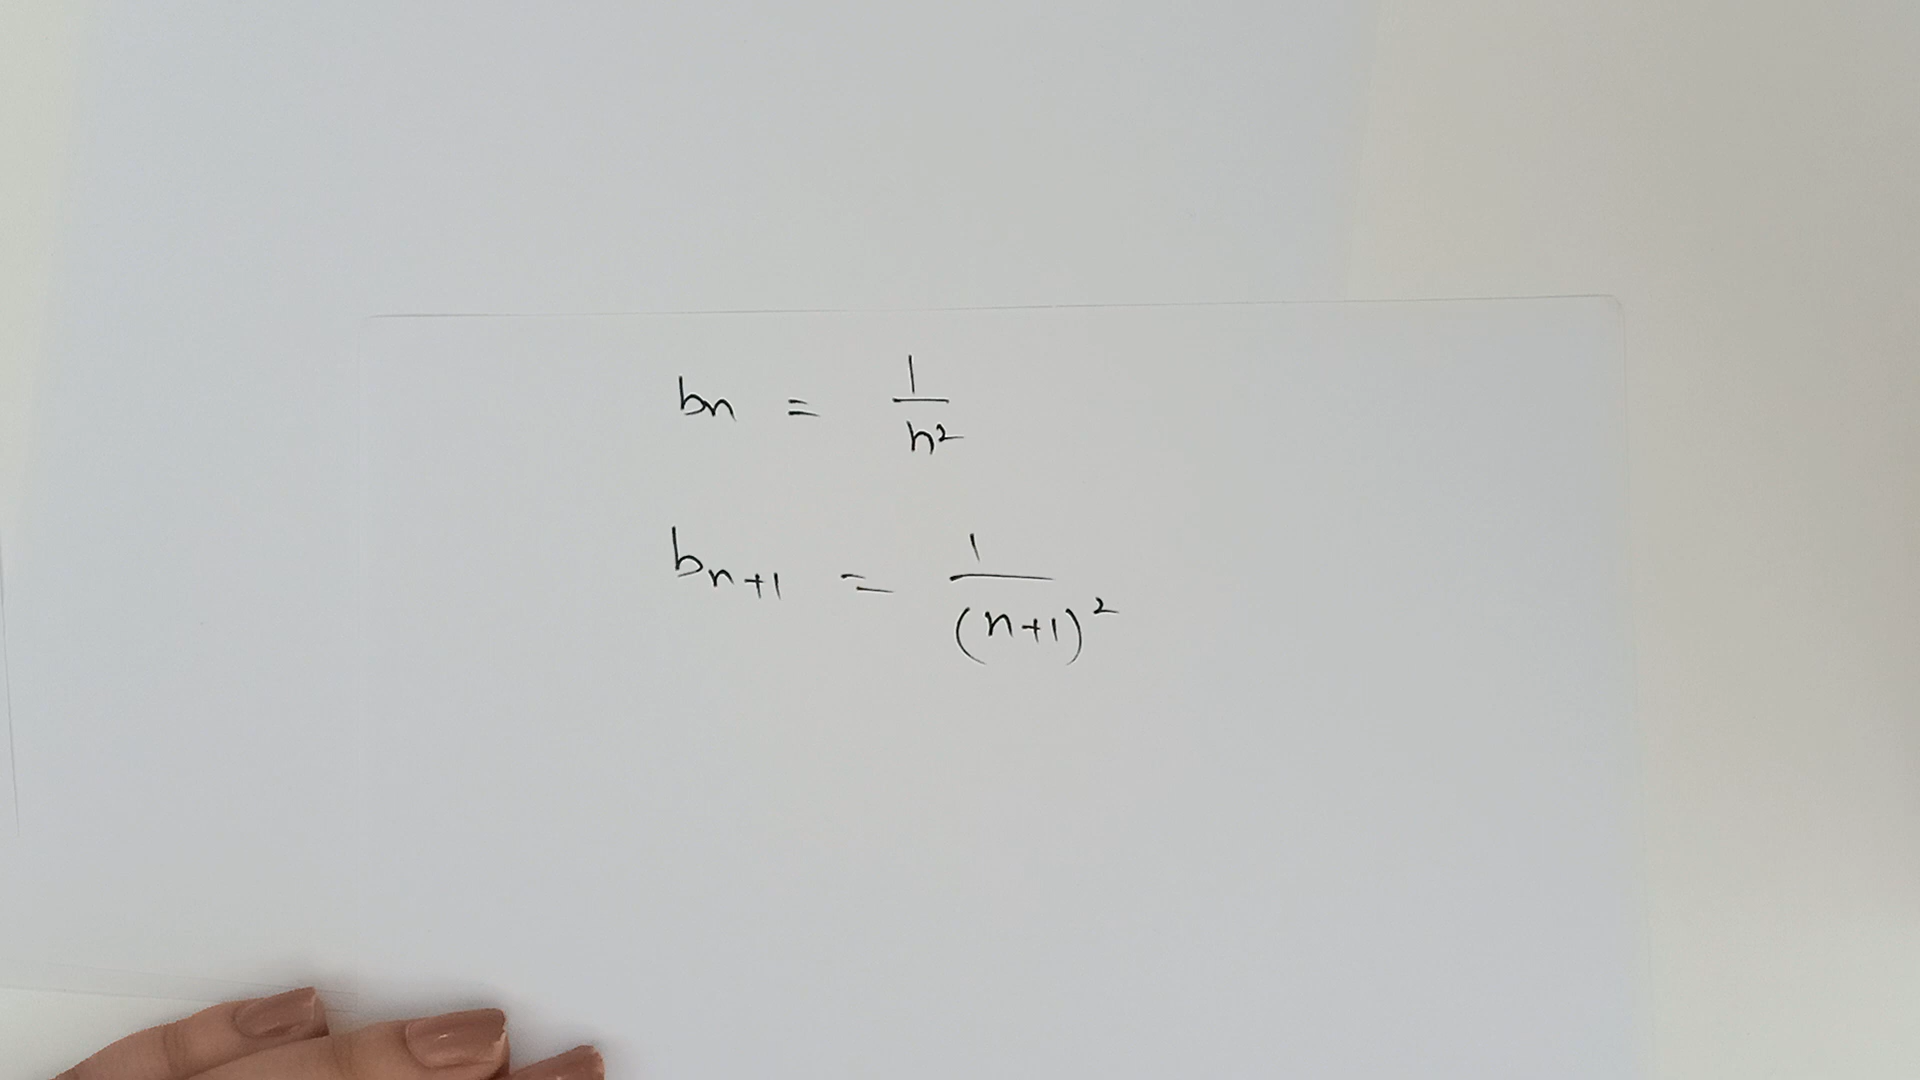 bn = 1/n²
bn+1 = 1/(n+1)²